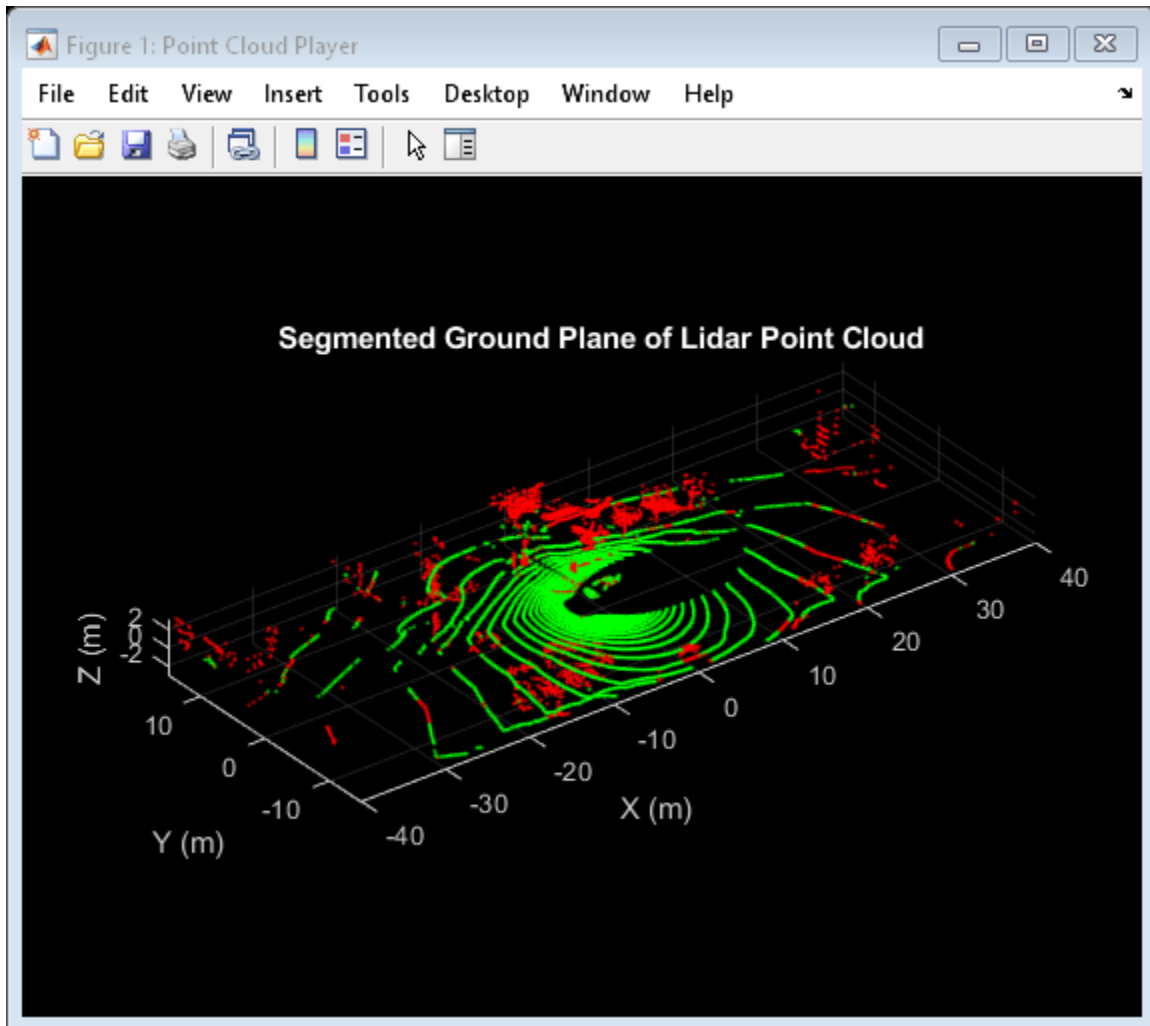 Figure 1: Point Cloud Player
File Edit View Insert Tools Desktop Window Help
Segmented Ground Plane of Lidar Point Cloud
2
0
-2
Z (m)
10
0
-10
Y (m)
-40
-30
-20
-10
0
10
20
30
40
X (m)